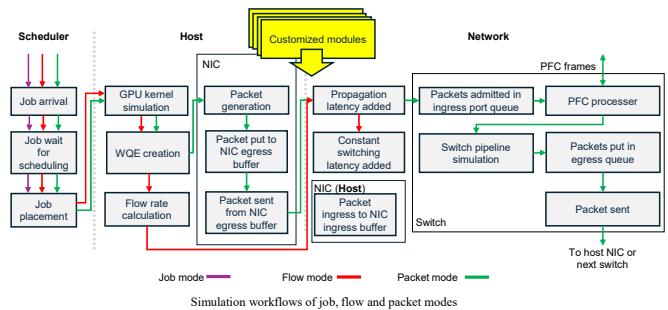 Scheduler
Host
Network
Customized modules
NIC
PFC frames
Job arrival
GPU kernel
simulation
Packet
generation
Propagation
latency added
Packets admitted in
ingress port queue
PFC processer
Job wait
for
scheduling
WQE creation
Packet put to
NIC egress
buffer
Constant
switching
latency added
Switch pipeline
simulation
Packets put in
egress queue
Job
placement
Flow rate
calculation
Packet sent
from NIC
egress buffer
NIC (Host)
Packet
ingress to NIC
ingress buffer
Packet sent
Switch
To host NIC or
next switch
Job mode
Flow mode
Packet mode
Simulation workflows of job, flow and packet modes